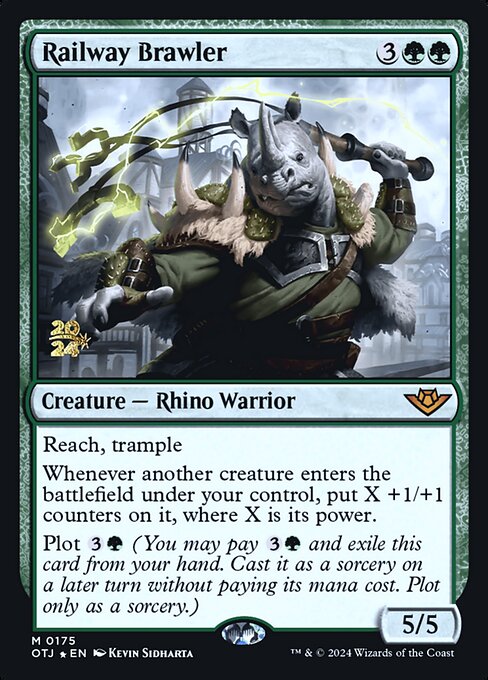 Railway Brawler 3
2024
Creature — Rhino Warrior
Reach, trample
Whenever another creature enters the
battlefield under your control, put X +1/+1
counters on it, where X is its power.
Plot 3 (You may pay 3 and exile this
card from your hand. Cast it as a sorcery on
a later turn without paying its mana cost. Plot
only as a sorcery.)
5/5
M 0175
OTJ ★ EN Kevin Sidharta
™ & © 2024 Wizards of the Coast